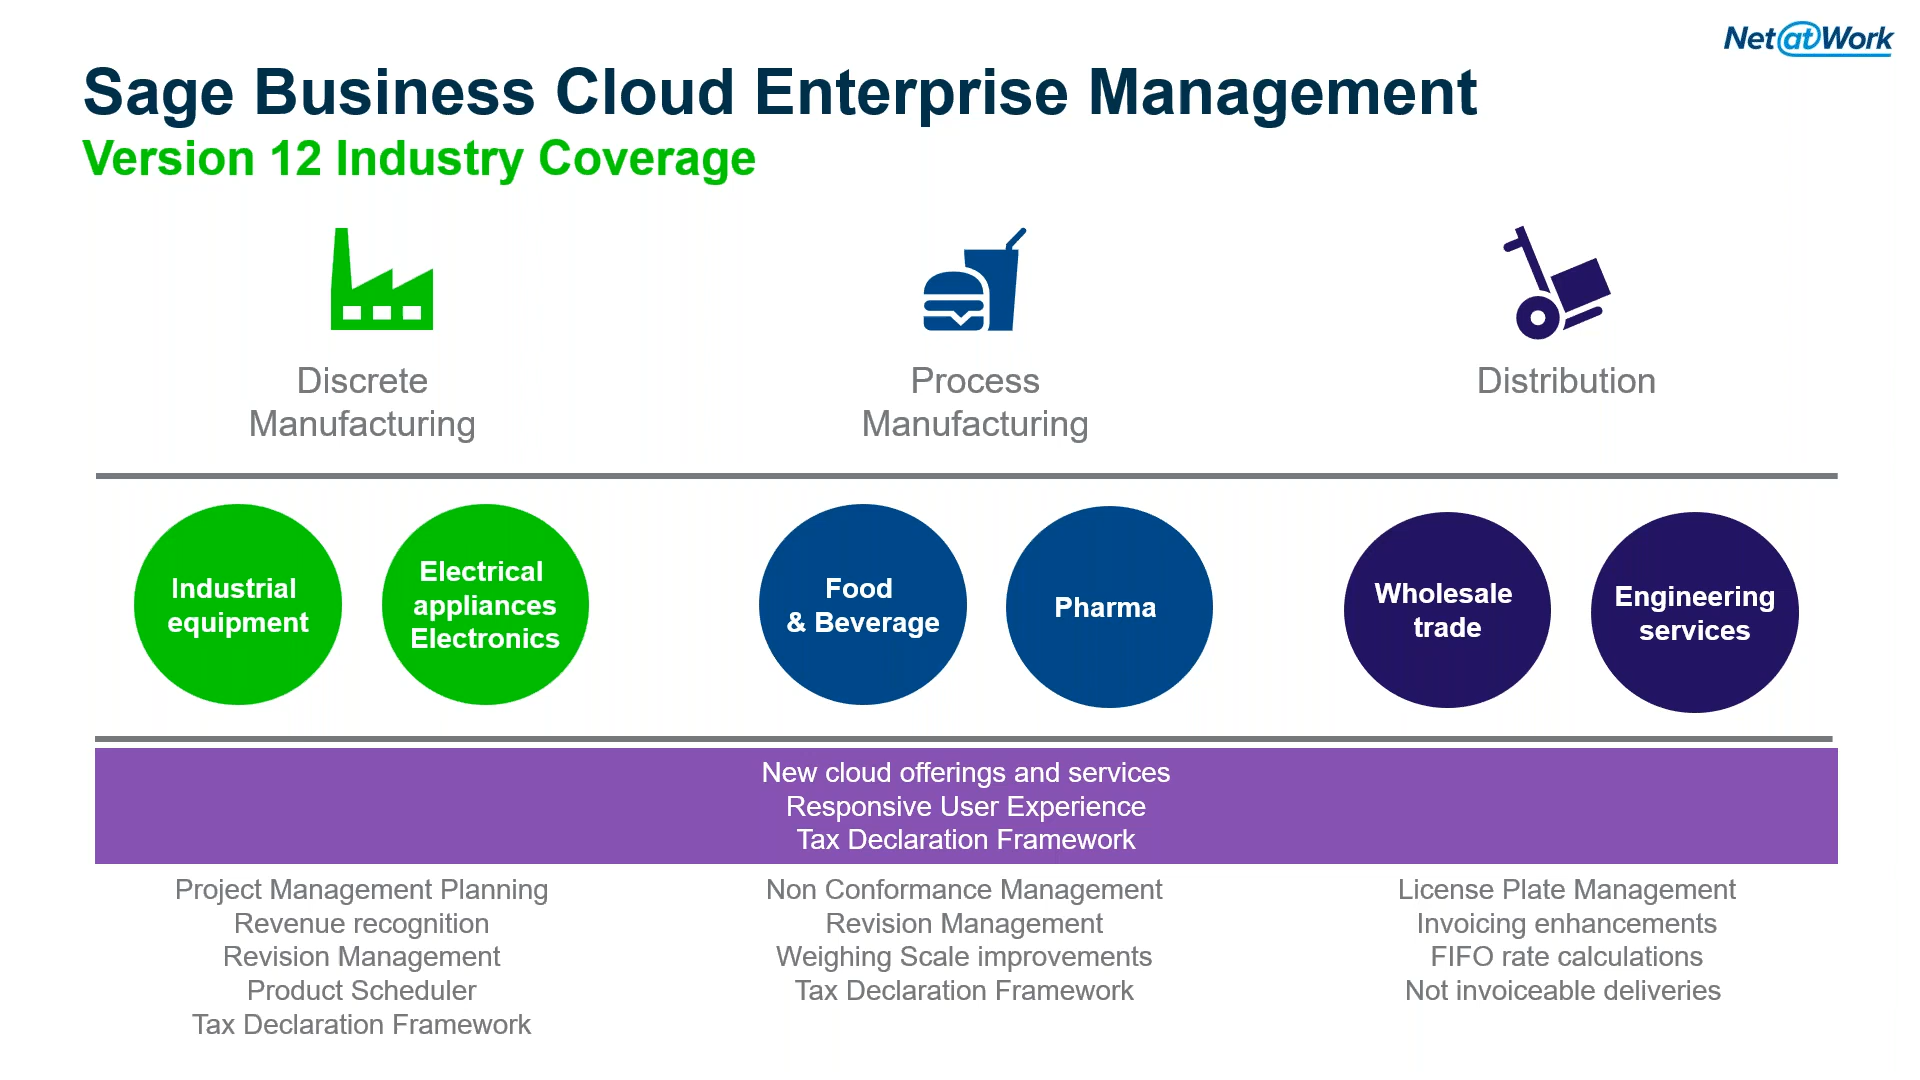 Net at Work
Sage Business Cloud Enterprise Management
Version 12 Industry Coverage
Discrete
Manufacturing
Process
Manufacturing
Distribution
Industrial
equipment
Electrical
appliances
Electronics
Food
& Beverage
Pharma
Wholesale
trade
Engineering
services
New cloud offerings and services
Responsive User Experience
Tax Declaration Framework
Project Management Planning
Revenue recognition
Revision Management
Product Scheduler
Tax Declaration Framework
Non Conformance Management
Revision Management
Weighing Scale improvements
Tax Declaration Framework
License Plate Management
Invoicing enhancements
FIFO rate calculations
Not invoiceable deliveries